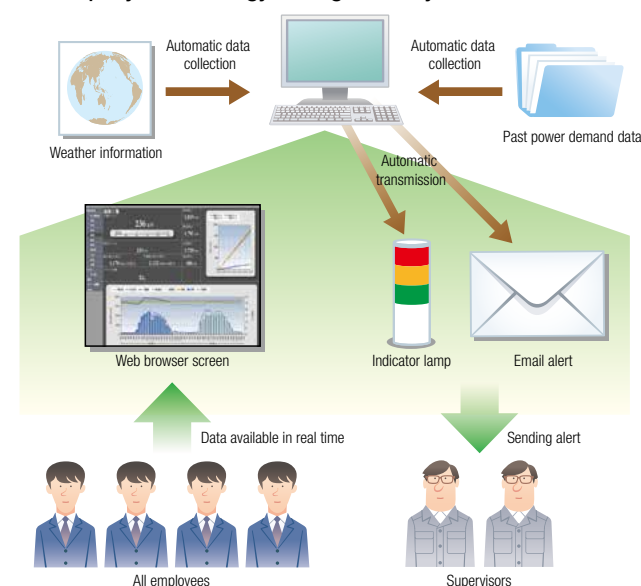 Automatic data
collection
Automatic data
collection
Weather information
Past power demand data
Automatic
transmission
Web browser screen
Indicator lamp
Email alert
Data available in real time
Sending alert
All employees
Supervisors